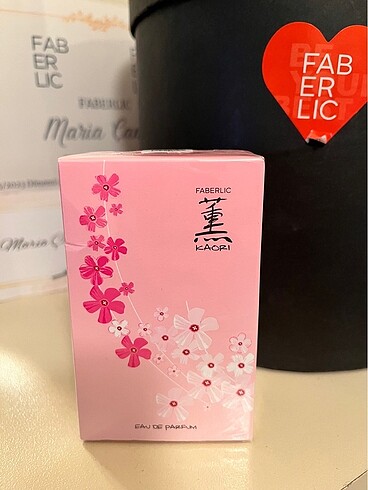 FAB
ER
LIC
FABERLIC
Maria
FAB
ER
LIC
FABERLIC
薫
KAORI
EAU DE PARFUM